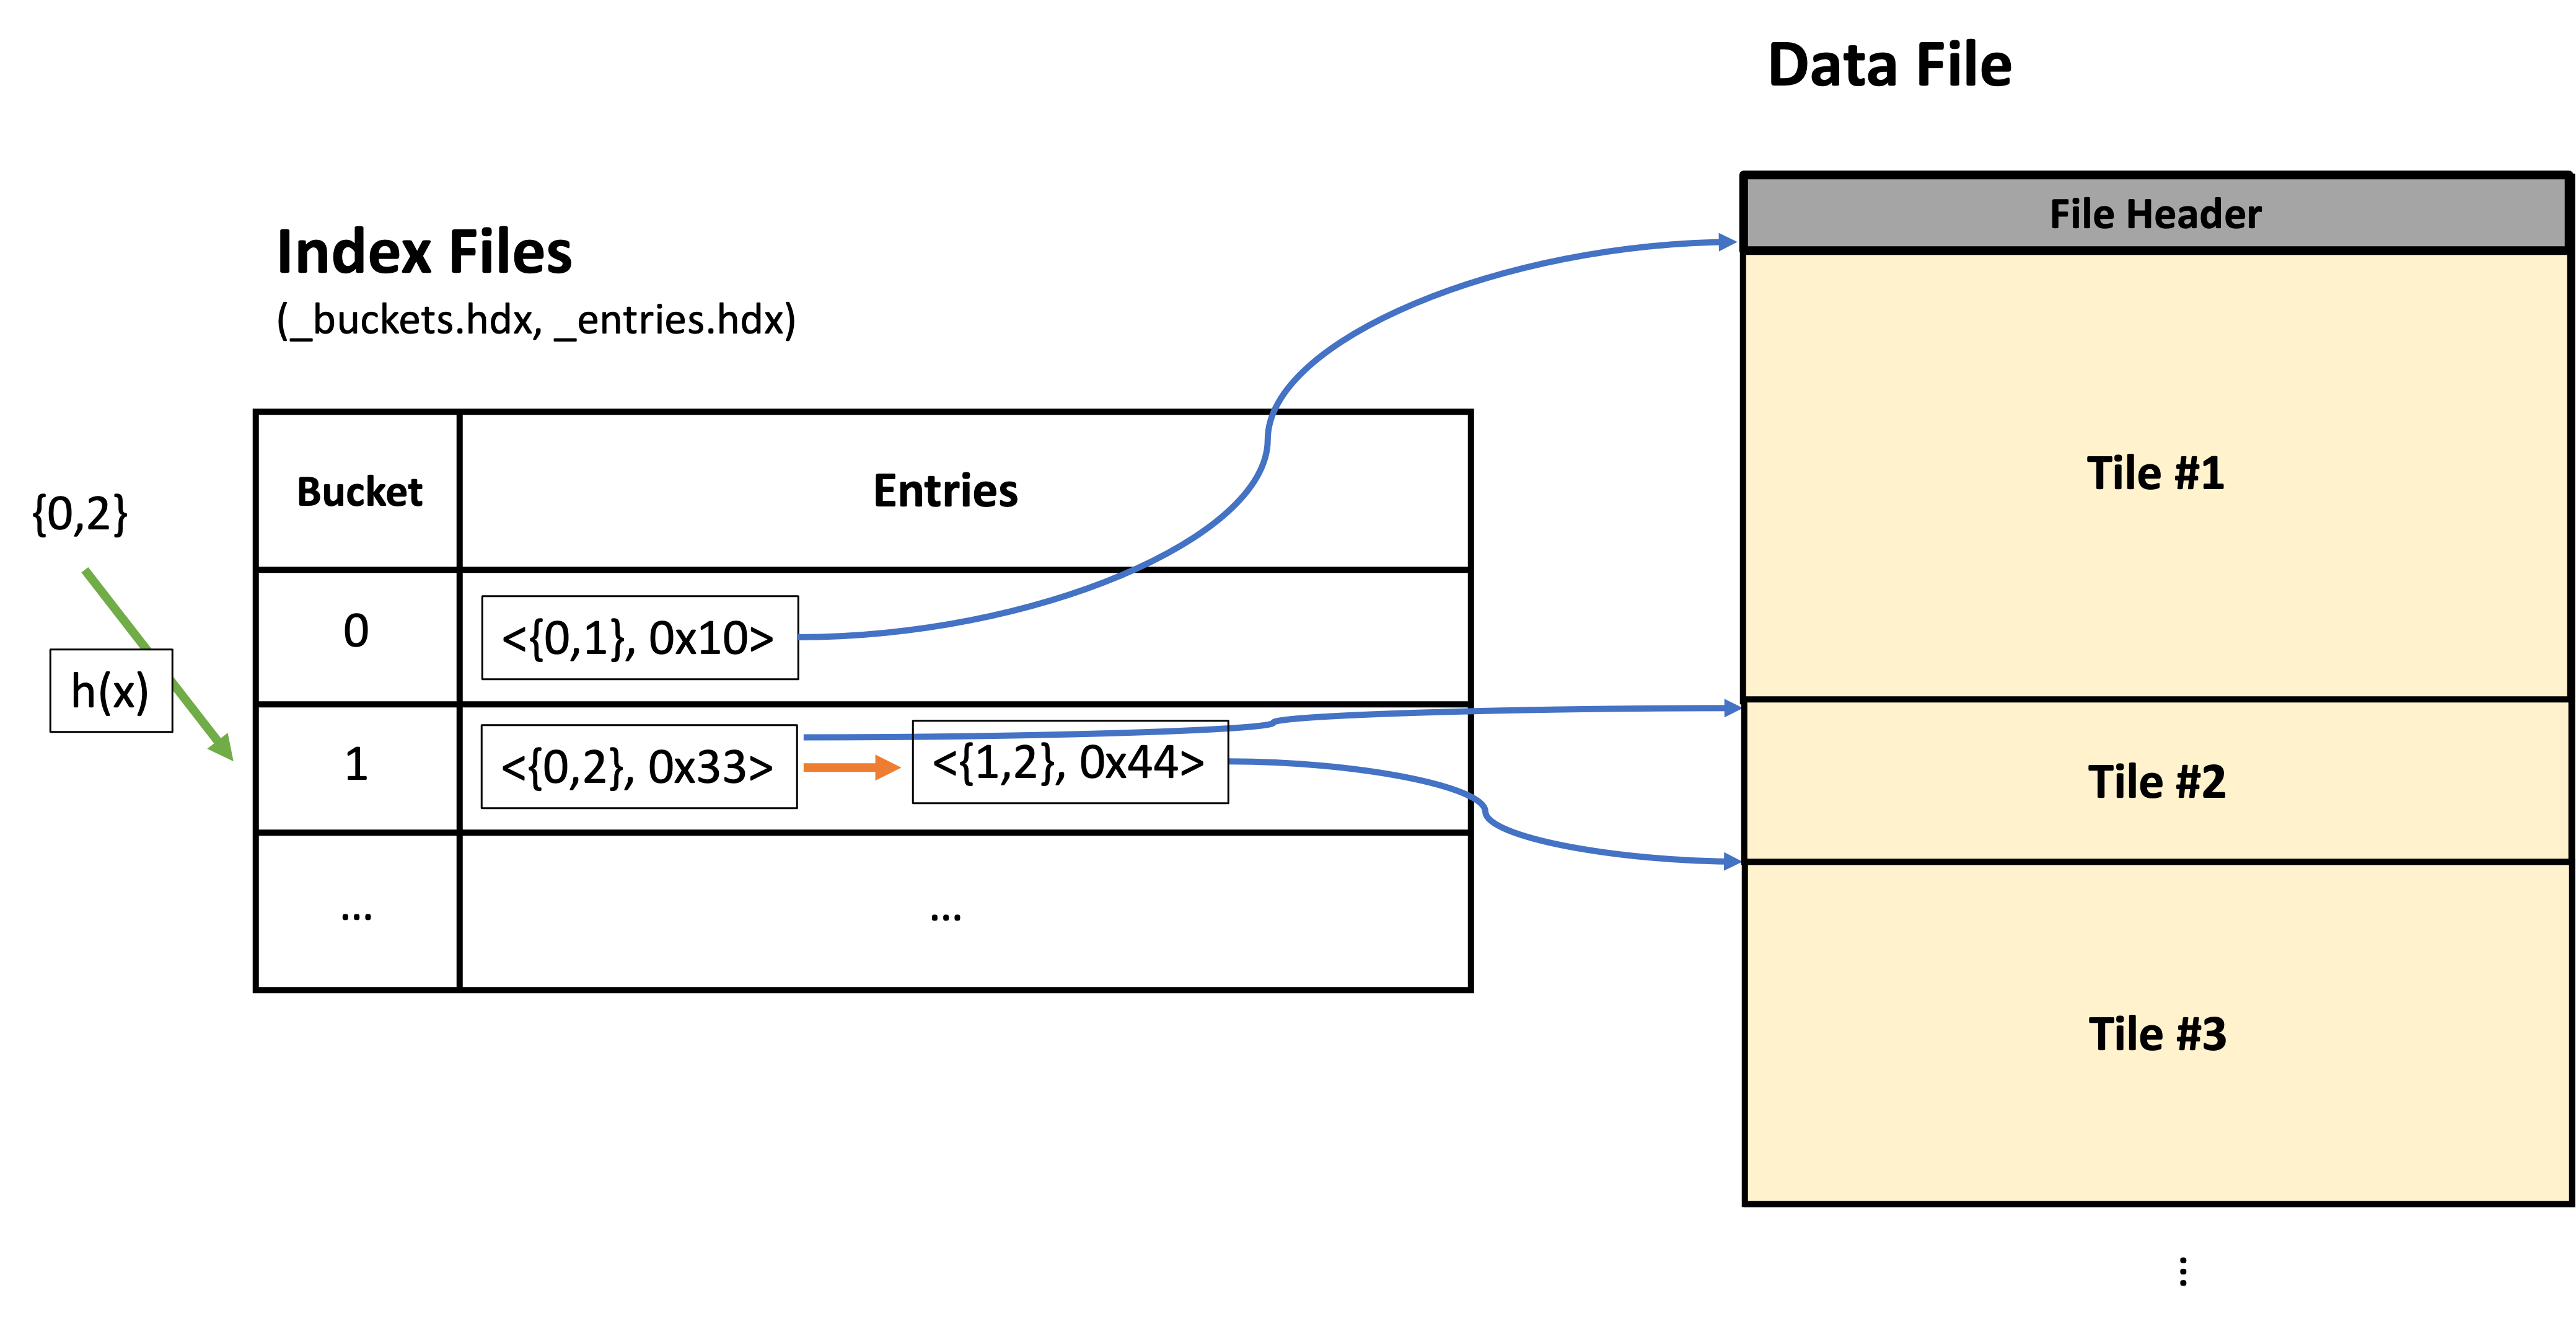 Data File
File Header
Index Files
(_buckets.hdx, _entries.hdx)
Bucket Entries
{0,2}
h(x)
0 <{0,1}, 0x10>
1 <{0,2}, 0x33> <{1,2}, 0x44>
... ...
Tile #1
Tile #2
Tile #3
...